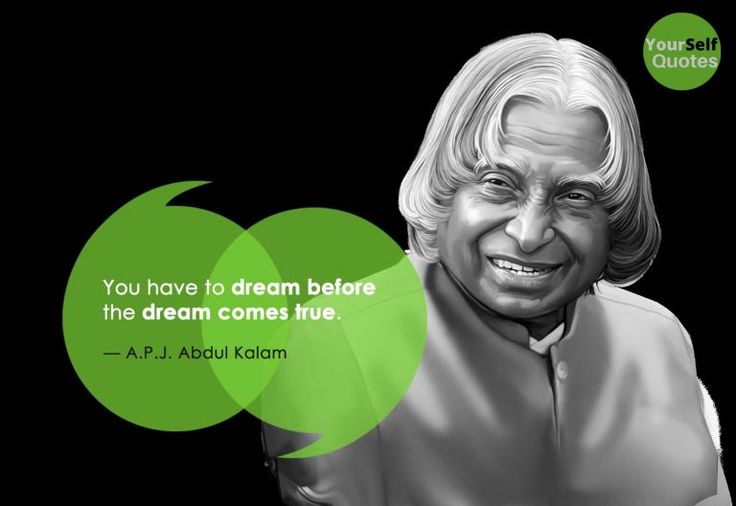 YourSelf
Quotes
You have to dream before
the dream comes true.
— A.P.J. Abdul Kalam